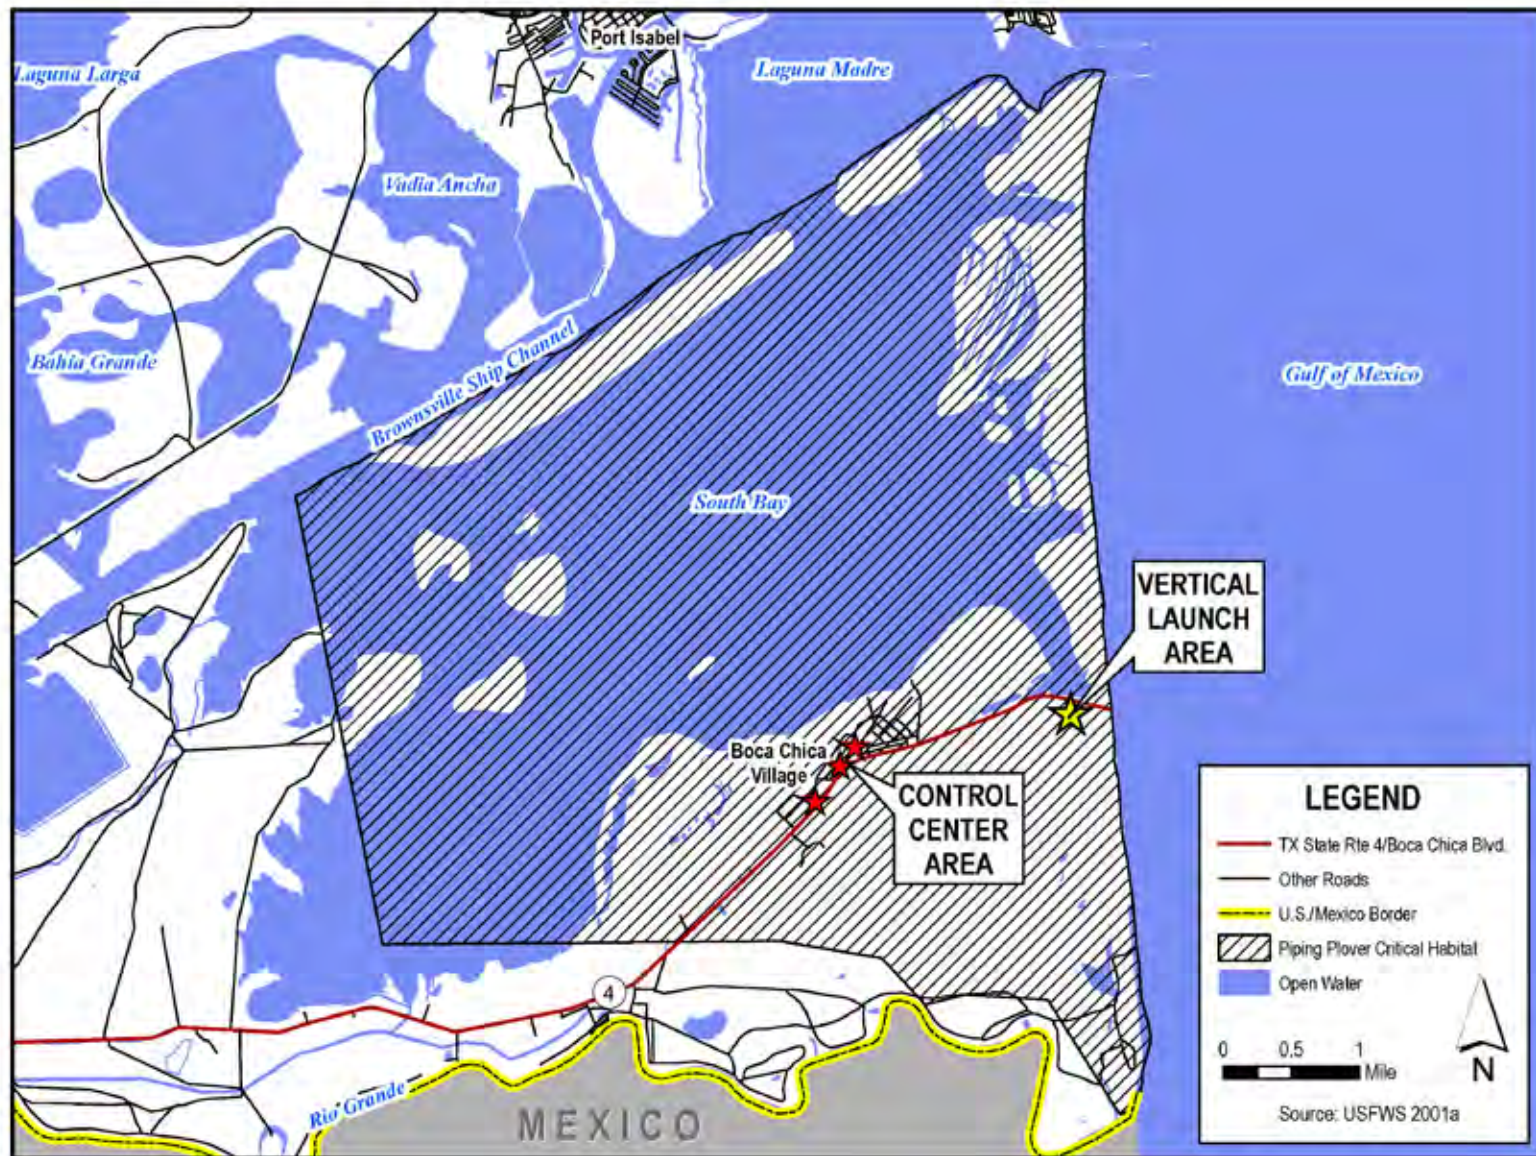 Port Isabel
Laguna Larga
Laguna Madre
Vadia Ancha
Bahia Grande
Brownsville Ship Channel
Gulf of Mexico
South Bay
VERTICAL
LAUNCH
AREA
Boca Chica
Village
CONTROL
CENTER
AREA
4
Rio Grande
MEXICO
LEGEND
TX State Rte 4/Boca Chica Blvd.
Other Roads
U.S./Mexico Border
Piping Plover Critical Habitat
Open Water
0 0.5 1
Mile
N
Source: USFWS 2001a